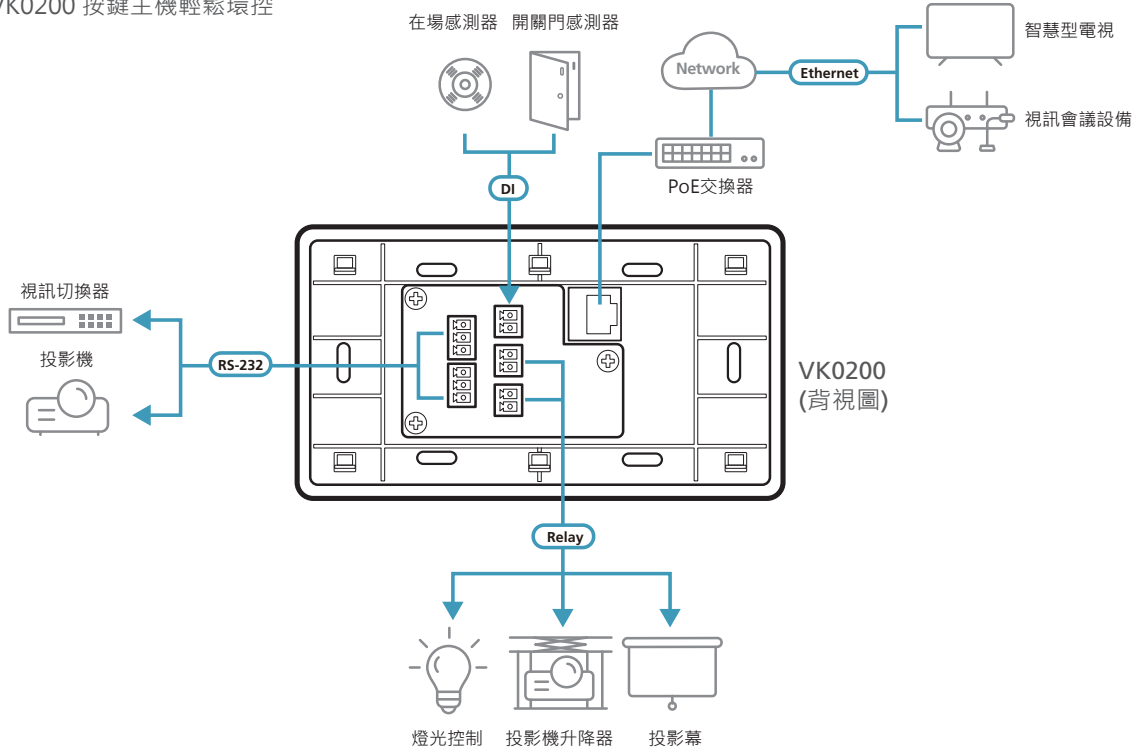 VK0200 按鍵主機輕鬆環控
在場感測器
開關門感測器
Network
Ethernet
智慧型電視
視訊會議設備
PoE交換器
DI
視訊切換器
投影機
RS-232
VK0200
(背視圖)
Relay
燈光控制
投影機升降器
投影幕